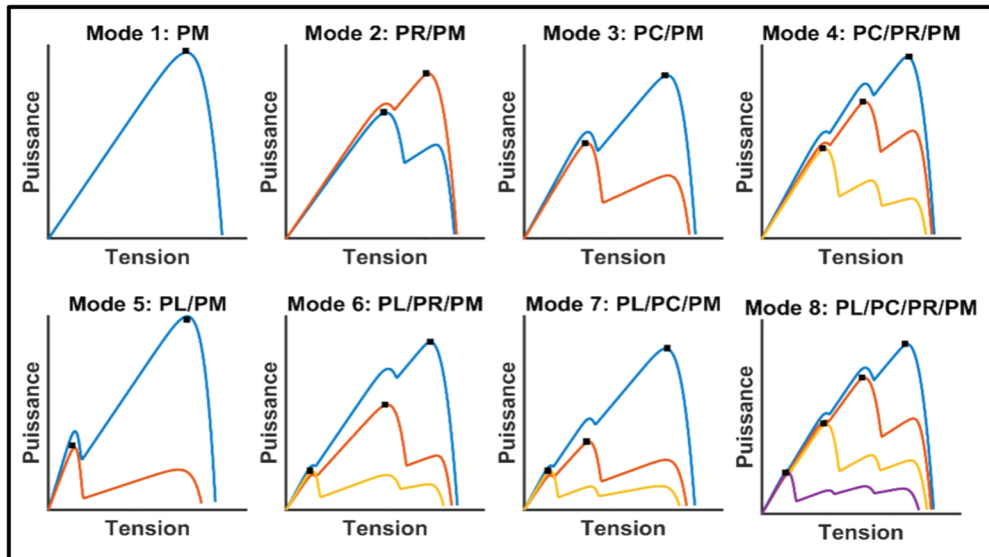 Mode 1: PM
Mode 2: PR/PM
Mode 3: PC/PM
Mode 4: PC/PR/PM
Puissance
Puissance
Puissance
Puissance
Tension
Tension
Tension
Tension
Mode 5: PL/PM
Mode 6: PL/PR/PM
Mode 7: PL/PC/PM
Mode 8: PL/PC/PR/PM
Puissance
Puissance
Puissance
Puissance
Tension
Tension
Tension
Tension